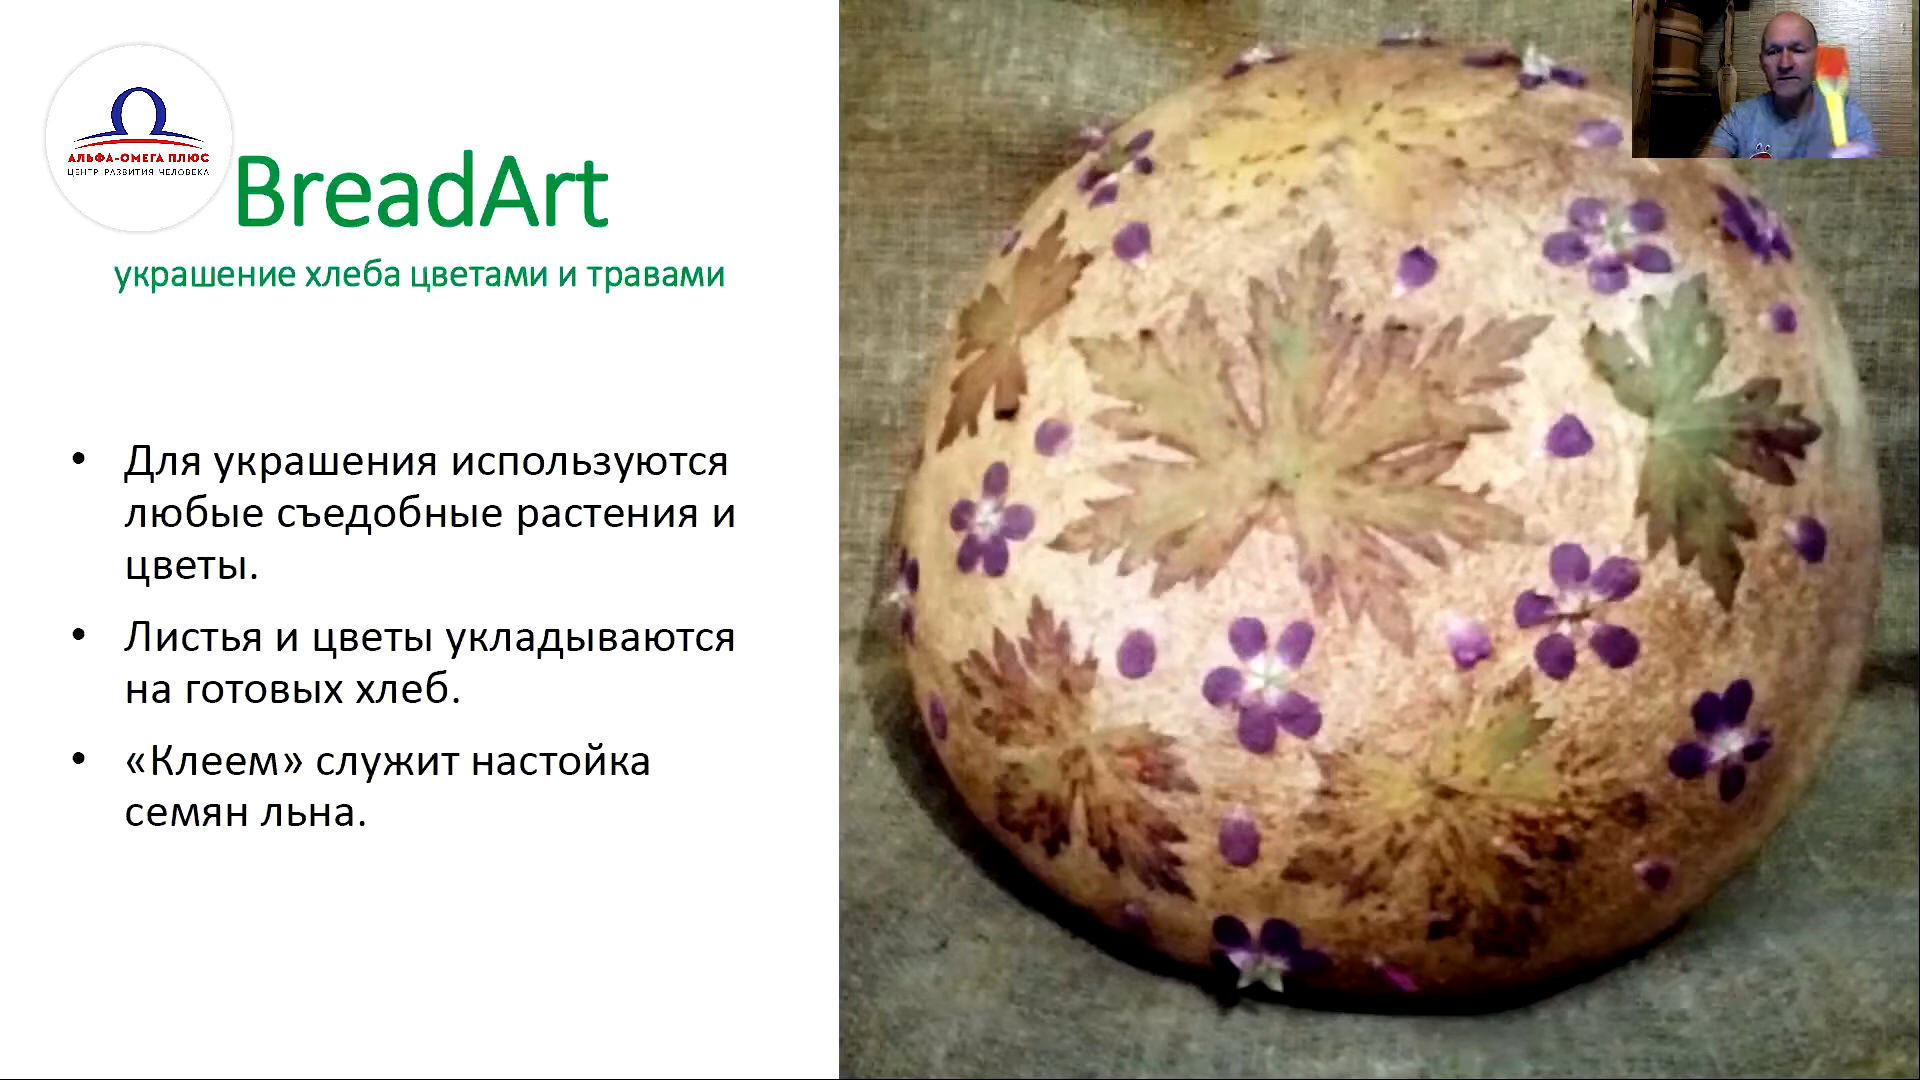 АЛЬФА-ОМЕГА ПЛЮС
ЦЕНТР РАЗВИТИЯ ЧЕЛОВЕКА
BreadArt
украшение хлеба цветами и травами
• Для украшения используются
любые съедобные растения и
цветы.
• Листья и цветы укладываются
на готовых хлеб.
• «Клеем» служит настойка
семян льна.